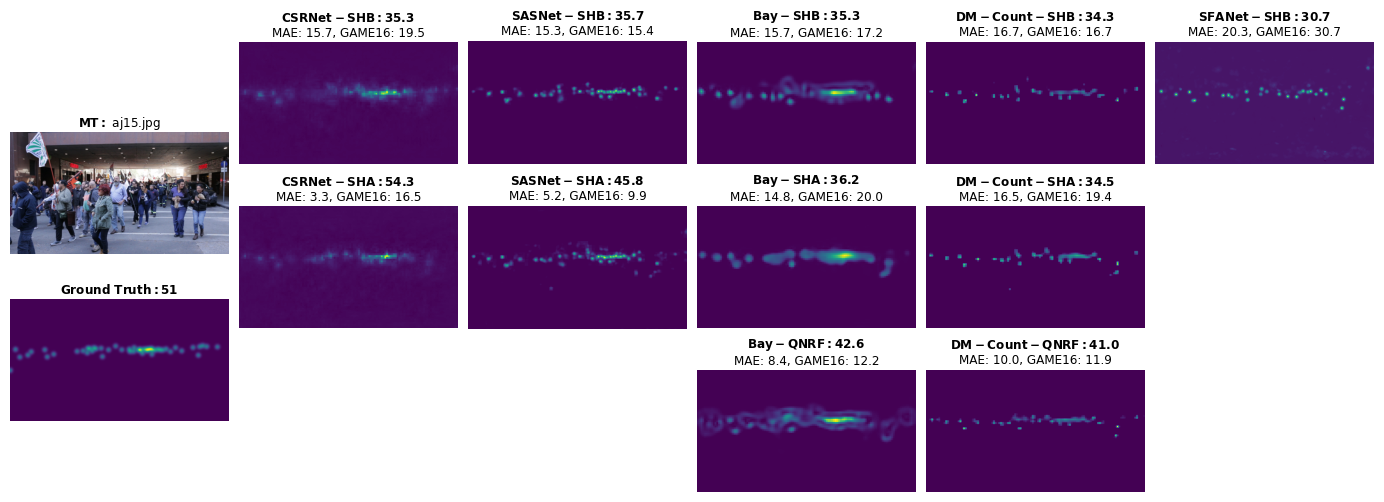 CSRNet − SHB : 35.3
MAE: 15.7, GAME16: 19.5
SASNet − SHB : 35.7
MAE: 15.3, GAME16: 15.4
Bay − SHB : 35.3
MAE: 15.7, GAME16: 17.2
DM − Count − SHB : 34.3
MAE: 16.7, GAME16: 16.7
SFANet − SHB : 30.7
MAE: 20.3, GAME16: 30.7
MT : aj15.jpg
CSRNet − SHA : 54.3
MAE: 3.3, GAME16: 16.5
SASNet − SHA : 45.8
MAE: 5.2, GAME16: 9.9
Bay − SHA : 36.2
MAE: 14.8, GAME16: 20.0
DM − Count − SHA : 34.5
MAE: 16.5, GAME16: 19.4
Ground Truth : 51
Bay − QNRF : 42.6
MAE: 8.4, GAME16: 12.2
DM − Count − QNRF : 41.0
MAE: 10.0, GAME16: 11.9